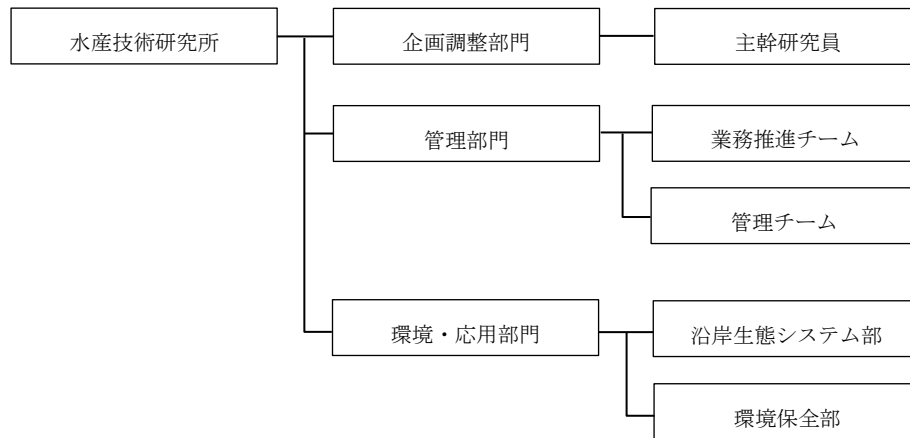 水産技術研究所
企画調整部門
主幹研究員
管理部門
業務推進チーム
管理チーム
環境・応用部門
沿岸生態システム部
環境保全部